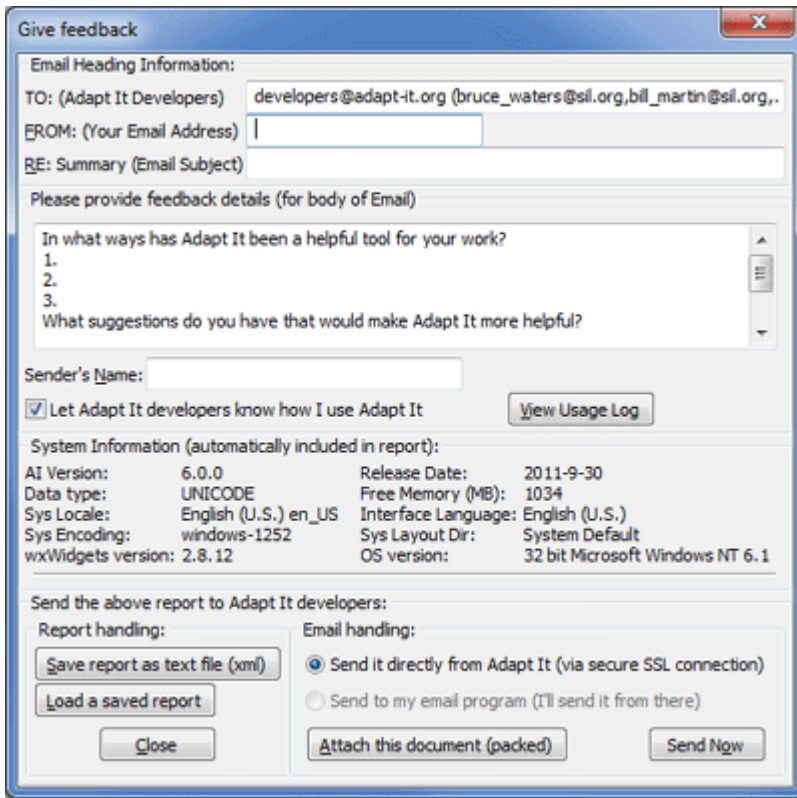 Give feedback
Email Heading Information:
TO: (Adapt It Developers) developers@adapt-it.org (bruce_waters@sil.org,bill_martin@sil.org,.
FROM: (Your Email Address)
RE: Summary (Email Subject)
Please provide feedback details (for body of Email)
In what ways has Adapt It been a helpful tool for your work?
1.
2.
3.
What suggestions do you have that would make Adapt It more helpful?
Sender's Name:
Let Adapt It developers know how I use Adapt It View Usage Log
System Information (automatically included in report):
AI Version: 6.0.0 Release Date: 2011-9-30
Data type: UNICODE Free Memory (MB): 1034
Sys Locale: English (U.S.) en_US Interface Language: English (U.S.)
Sys Encoding: windows-1252 Sys Layout Dir: System Default
wxWidgets version: 2.8.12 OS version: 32 bit Microsoft Windows NT 6.1
Send the above report to Adapt It developers:
Report handling: Email handling:
Save report as text file (xml) Send it directly from Adapt It (via secure SSL connection)
Load a saved report Send to my email program (I'll send it from there)
Close Attach this document (packed) Send Now